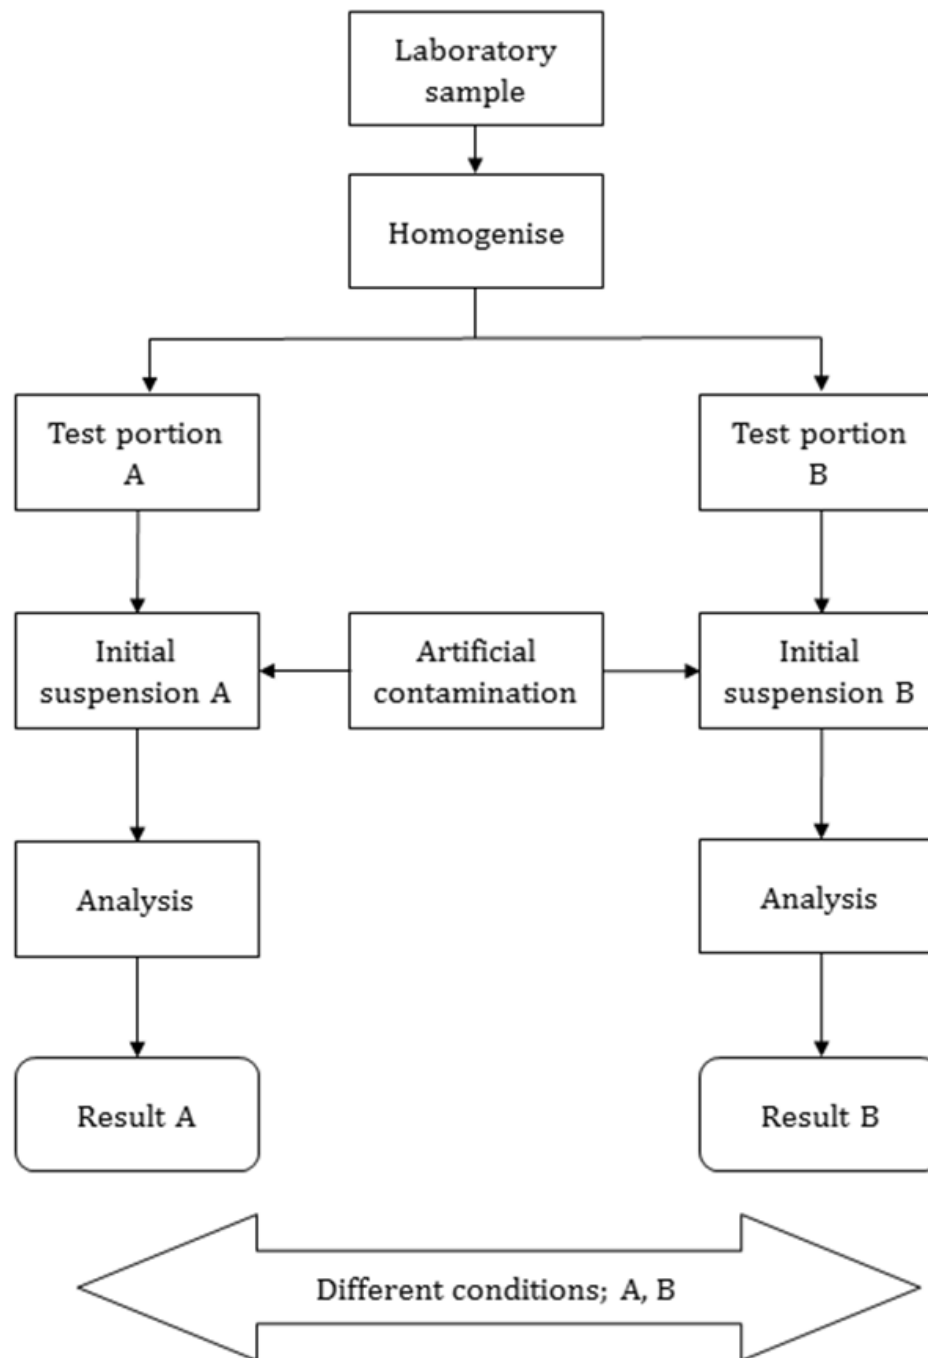 Laboratory
sample
Homogenise
Test portion
A
Test portion
B
Initial
suspension A
Artificial
contamination
Initial
suspension B
Analysis
Analysis
Result A
Result B
Different conditions; A, B